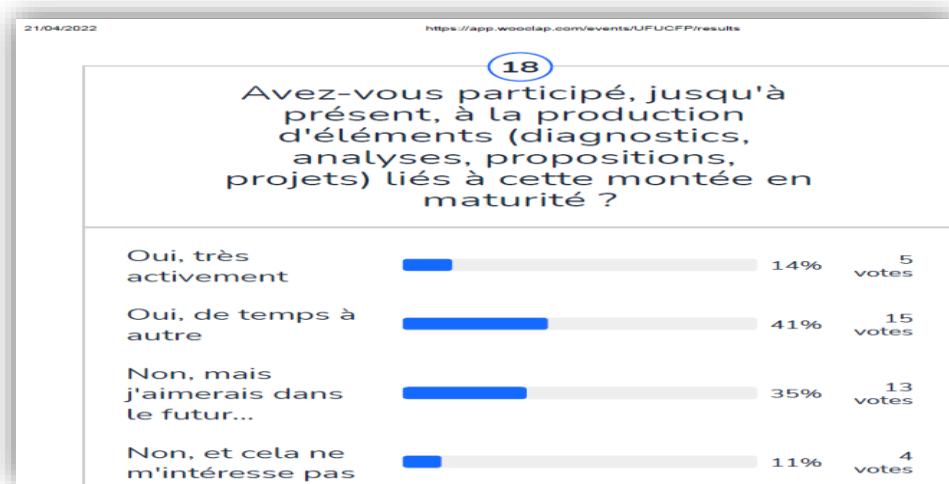 21/04/2022 https://app.wooclap.com/events/UFUCFP/results
18
Avez-vous participé, jusqu'à
présent, à la production
d'éléments (diagnostics,
analyses, propositions,
projets) liés à cette montée en
maturité ?
Oui, très
activement
14%
5
votes
Oui, de temps à
autre
41%
15
votes
Non, mais
j'aimerais dans
le futur...
35%
13
votes
Non, et cela ne
m'intéresse pas
11%
4
votes